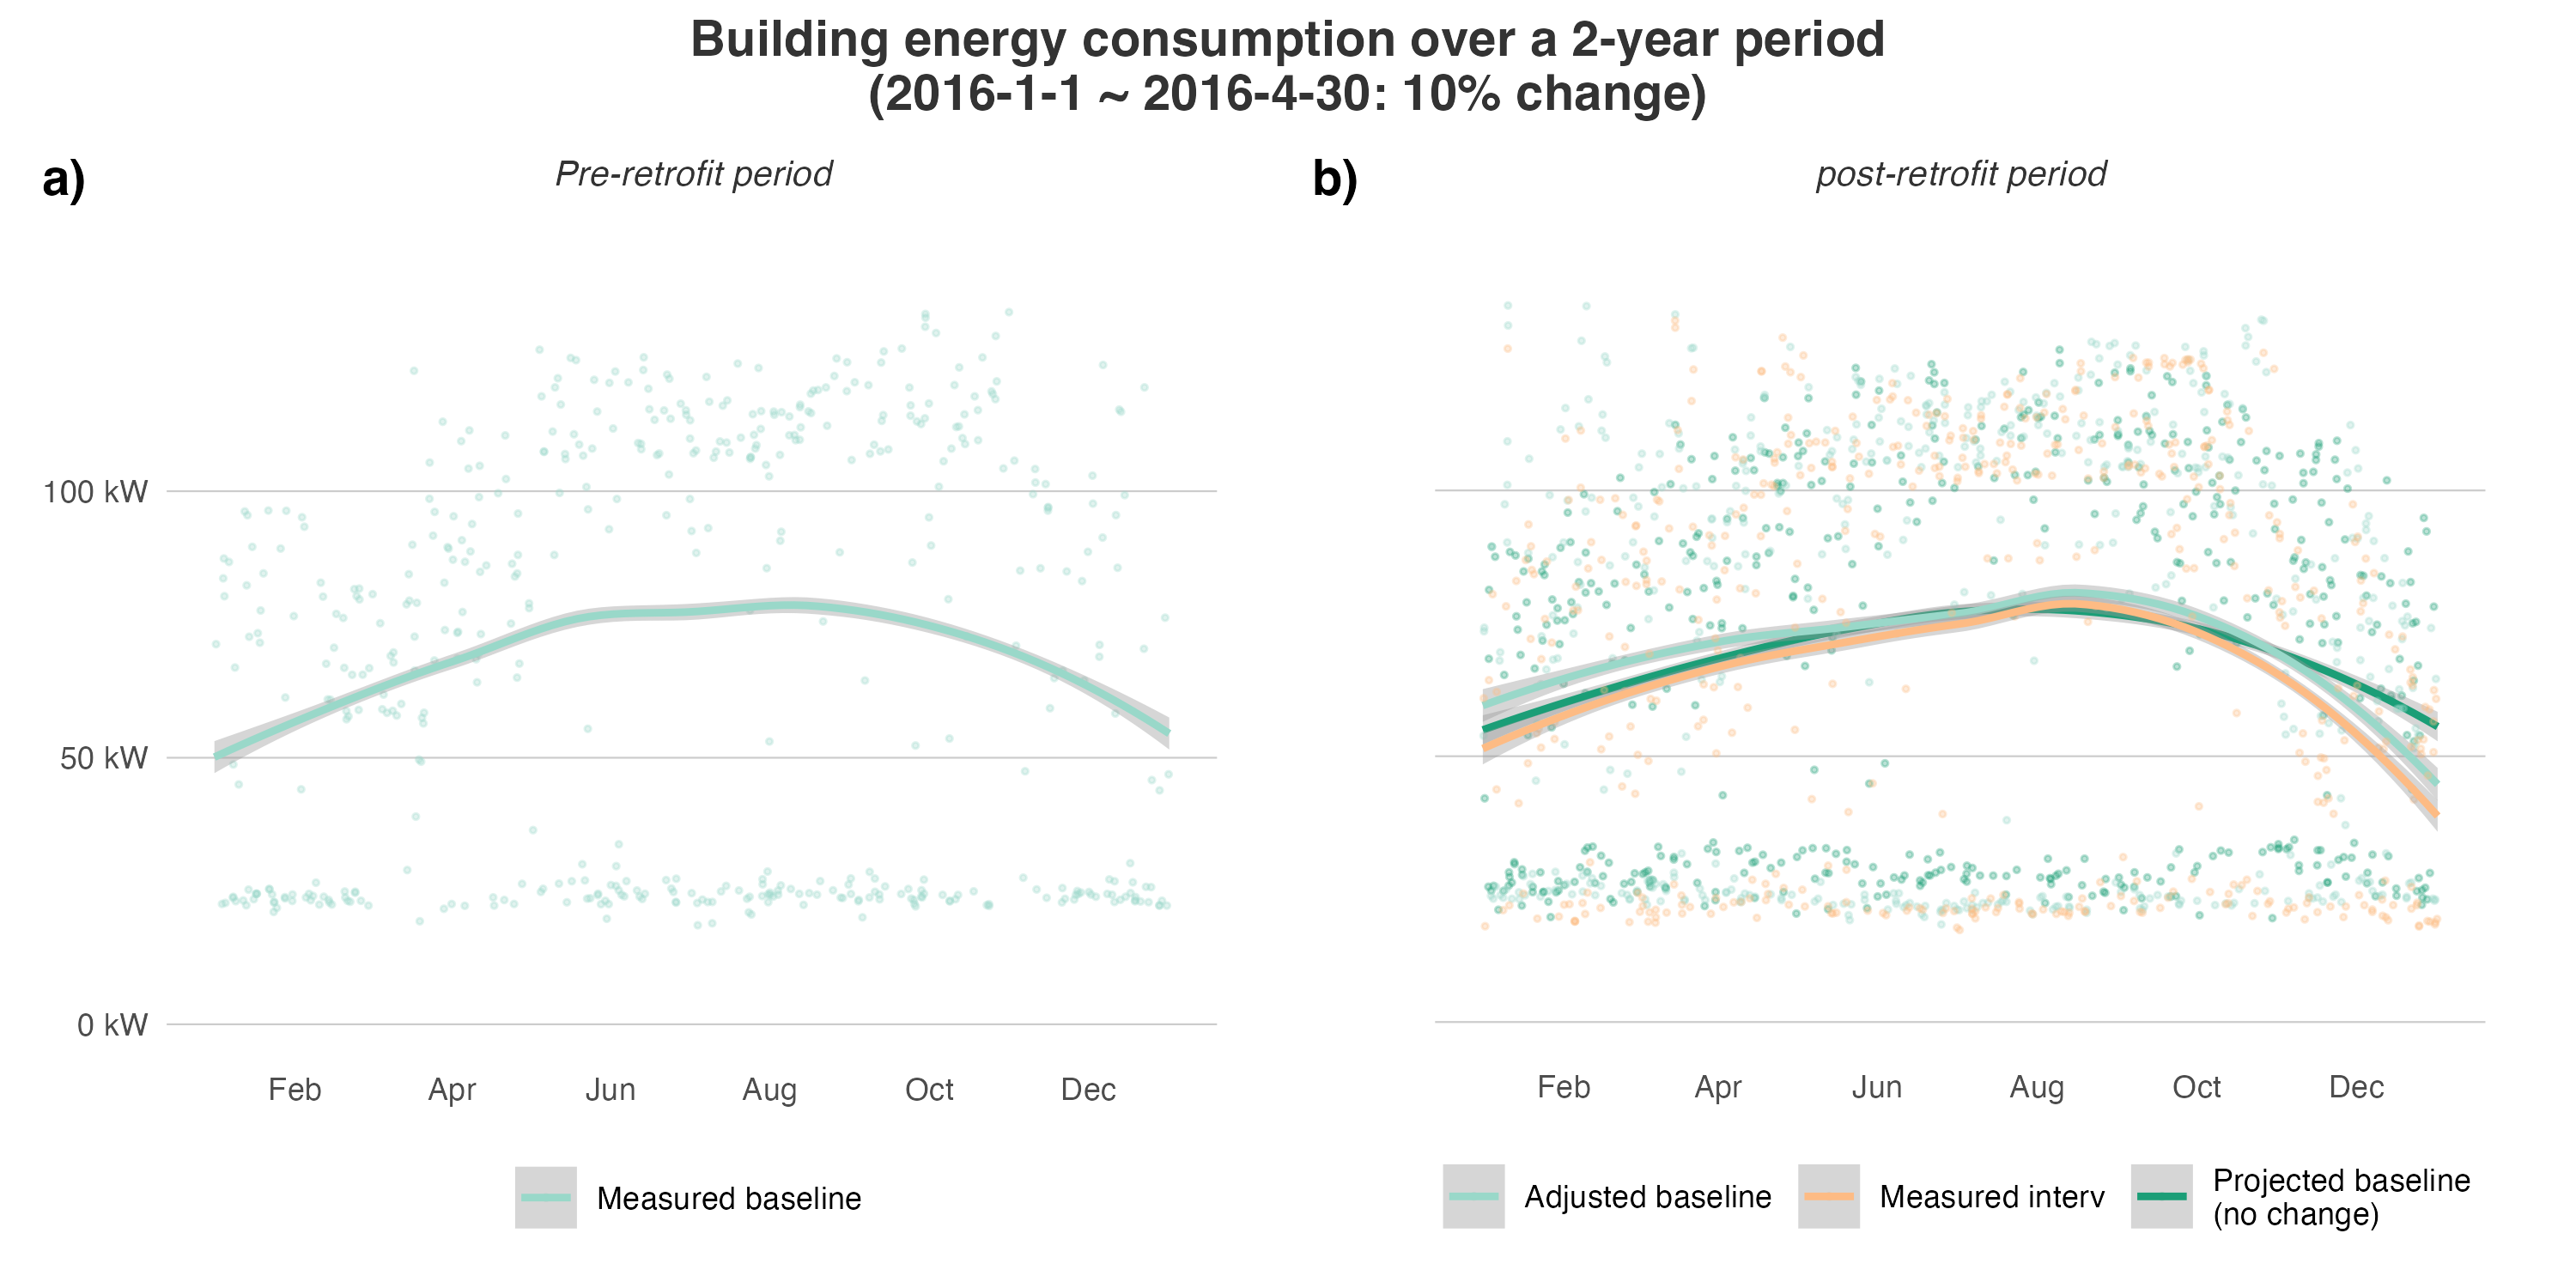 Building energy consumption over a 2-year period
(2016-1-1 ~ 2016-4-30: 10% change)
a)
Pre-retrofit period
100 kW
50 kW
0 kW
Feb Apr Jun Aug Oct Dec
Measured baseline
b)
post-retrofit period
Feb Apr Jun Aug Oct Dec
Adjusted baseline
Measured interv
Projected baseline
(no change)